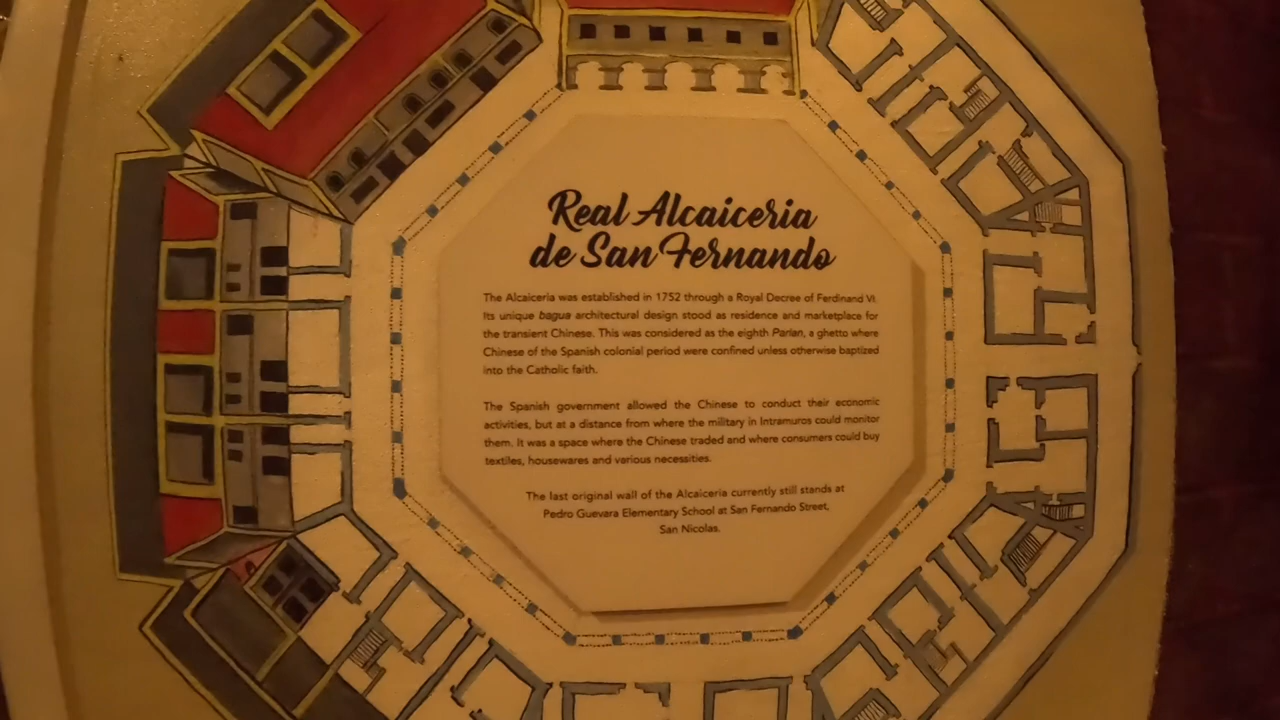 Real Alcaiceria
de San Fernando
The Alcaiceria was established in 1752 through a Royal Decree of Ferdinand VI.
Its unique bagua architectural design stood as residence and marketplace for
the transient Chinese. This was considered as the eighth Parian, a ghetto where
Chinese of the Spanish colonial period were confined unless otherwise baptized
into the Catholic faith.
The Spanish government allowed the Chinese to conduct their economic
activities, but at a distance from where the military in Intramuros could monitor
them. It was a space where the Chinese traded and where consumers could buy
textiles, housewares and various necessities.
The last original wall of the Alcaiceria currently still stands at
Pedro Guevara Elementary School at San Fernando Street,
San Nicolas.